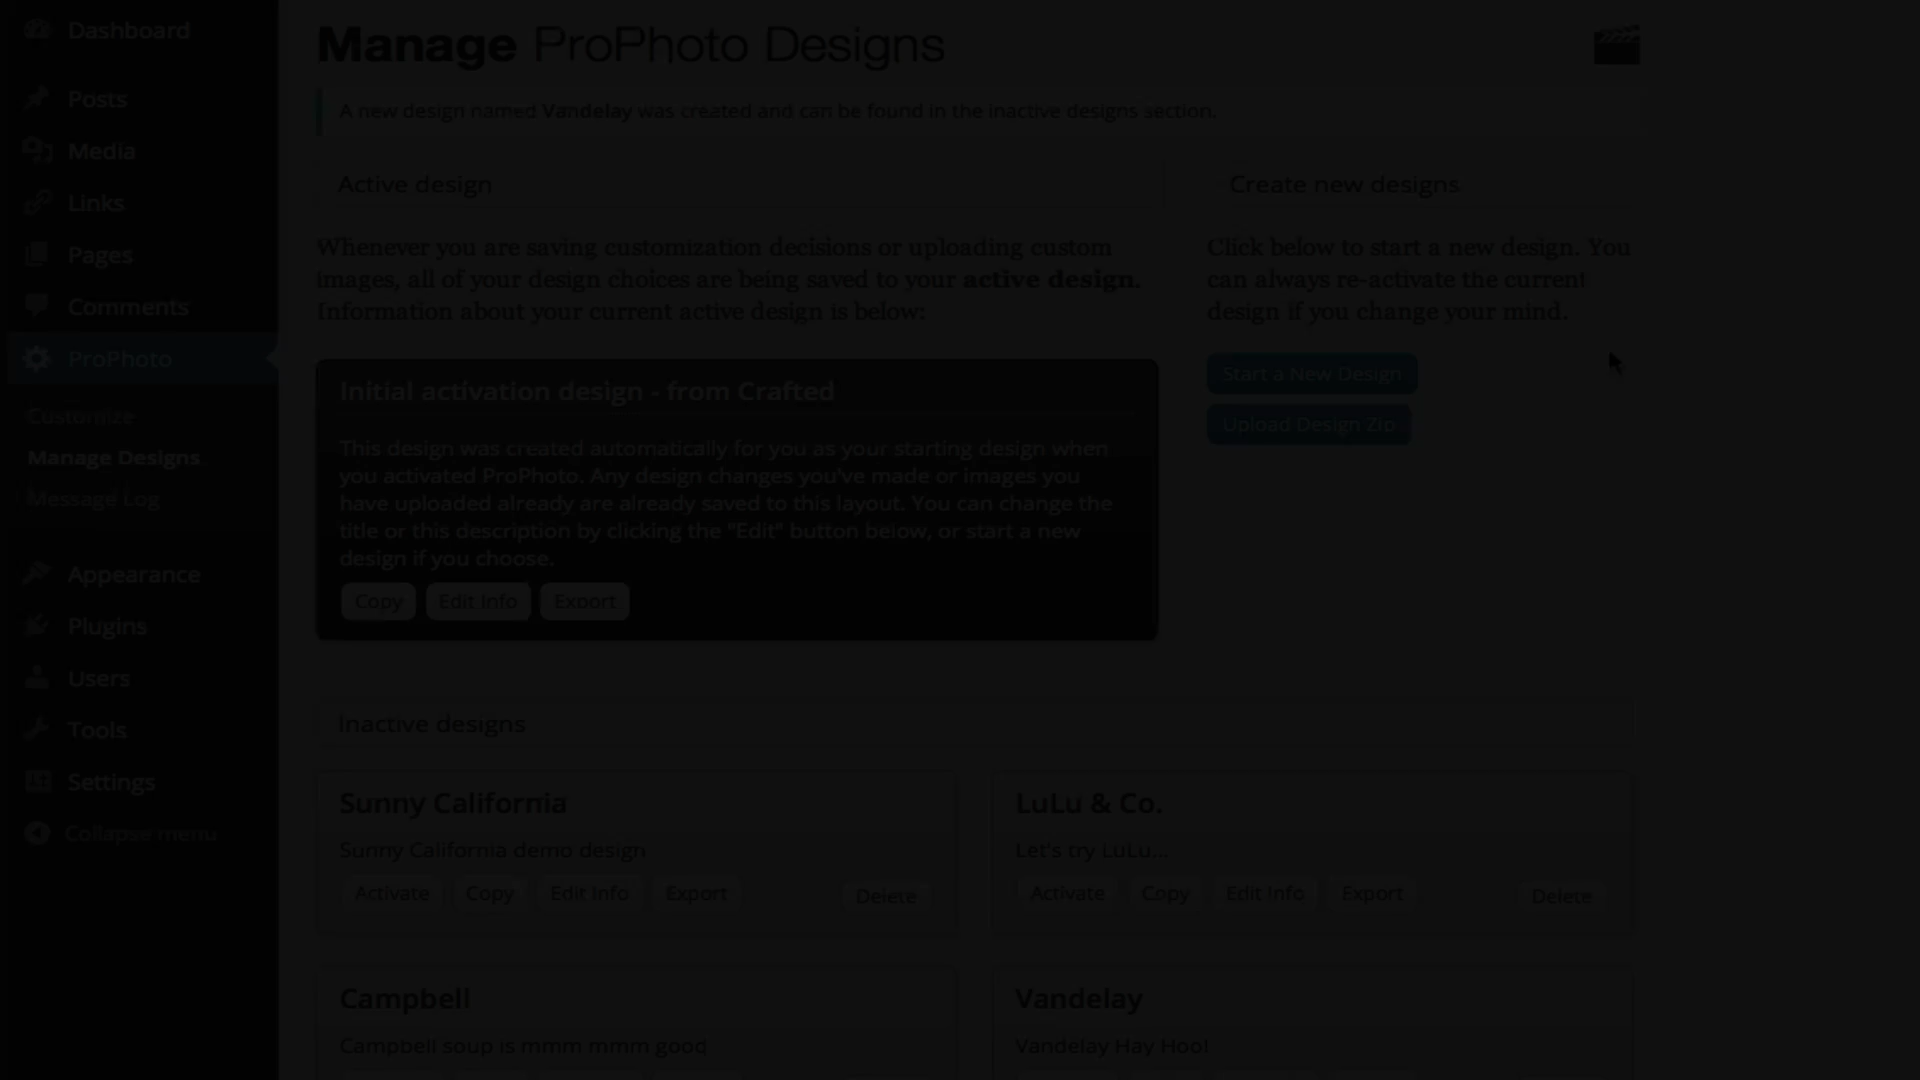 Dashboard
Posts
Media
Links
Pages
Comments
ProPhoto
Customize
Manage Designs
Message Log
Appearance
Plugins
Users
Tools
Settings
Collapse menu
Manage ProPhoto Designs
A new design named Vandelay was created and can be found in the inactive designs section.
Active design
Whenever you are saving customization decisions or uploading custom
images, all of your design choices are being saved to your active design.
Information about your current active design is below:
Initial activation design - from Crafted
This design was created automatically for you as your starting design when
you activated ProPhoto. Any design changes you've made or images you
have uploaded already are already saved to this layout. You can change the
title or this description by clicking the "Edit" button below, or start a new
design if you choose.
Copy Edit Info Export
Create new designs
Click below to start a new design. You
can always re-activate the current
design if you change your mind.
Start a New Design
Upload Design Zip
Inactive designs
Sunny California
Sunny California demo design
Activate Copy Edit Info Export Delete
LuLu & Co.
Let's try LuLu...
Activate Copy Edit Info Export Delete
Campbell
Campbell soup is mmm mmm good
Vandelay
Vandelay Hay Hoo!